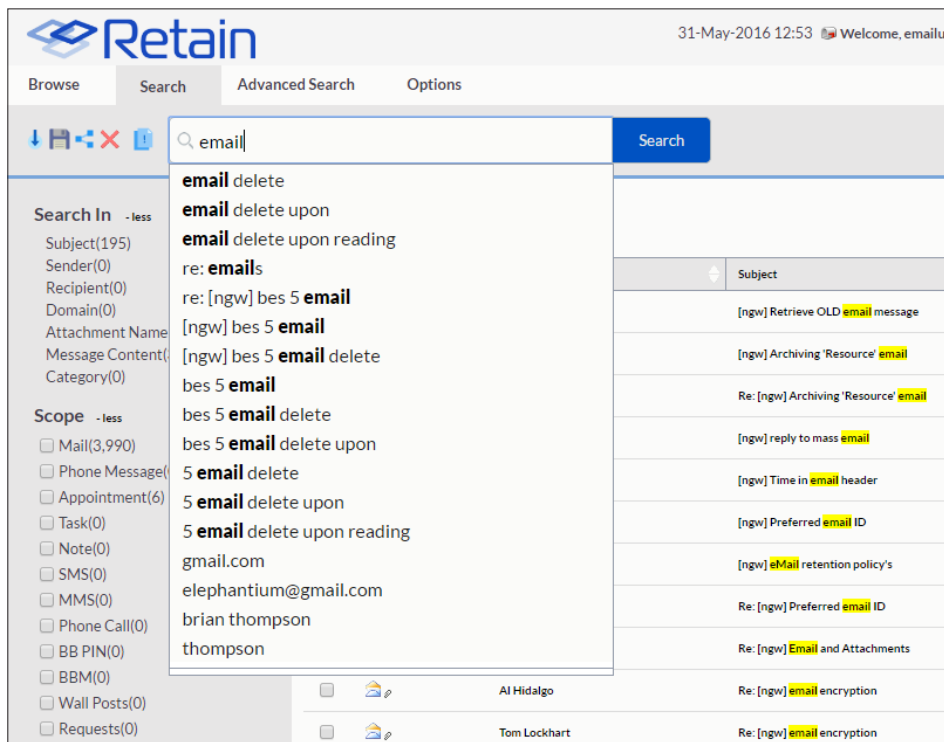 Retain
31-May-2016 12:53 Welcome, emailu
Browse Search Advanced Search Options
email Search
email delete
email delete upon
email delete upon reading
re: emails
re: [ngw] bes 5 email
[ngw] bes 5 email
[ngw] bes 5 email delete
bes 5 email
bes 5 email delete
bes 5 email delete upon
5 email delete
5 email delete upon
5 email delete upon reading
gmail.com
elephantium@gmail.com
brian thompson
thompson
Search In - less
Subject(195)
Sender(0)
Recipient(0)
Domain(0)
Attachment Name
Message Content(
Category(0)
Scope - less
Mail(3,990)
Phone Message(
Appointment(6)
Task(0)
Note(0)
SMS(0)
MMS(0)
Phone Call(0)
BB PIN(0)
BBM(0)
Wall Posts(0)
Requests(0)
Subject
[ngw] Retrieve OLD email message
[ngw] Archiving 'Resource' email
Re: [ngw] Archiving 'Resource' email
[ngw] reply to mass email
[ngw] Time in email header
[ngw] Preferred email ID
[ngw] eMail retention policy's
Re: [ngw] Preferred email ID
Re: [ngw] Email and Attachments
Al Hidalgo Re: [ngw] email encryption
Tom Lockhart Re: [ngw] email encryption